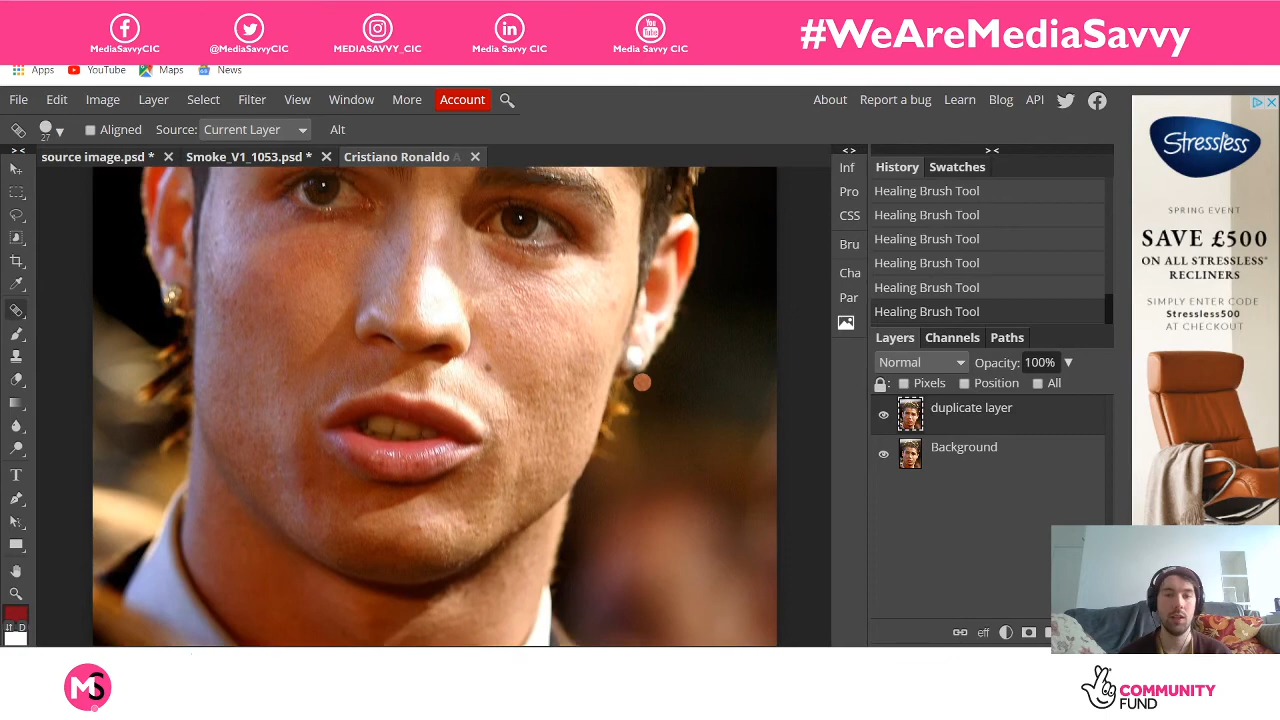 MediaSavvyCIC @MediaSavvyCIC MEDIASAVVY_CIC Media Savvy CIC You Tube Media Savvy CIC #WeAreMediaSavvy
Apps YouTube Maps News
File Edit Image Layer Select Filter View Window More Account About Report a bug Learn Blog API
27 Aligned Source: Current Layer Alt
source image.psd * Smoke_V1_1053.psd * Cristiano Ronaldo A
Inf
Pro
CSS
Bru
Cha
Par
History Swatches
Healing Brush Tool
Healing Brush Tool
Healing Brush Tool
Healing Brush Tool
Healing Brush Tool
Healing Brush Tool
Layers Channels Paths
Normal Opacity: 100%
: Pixels Position All
duplicate layer
Background
eff
T
D
Stressless
SPRING EVENT
SAVE £500
ON ALL STRESSLESS®
RECLINERS
SIMPLY ENTER CODE
Stressless500
AT CHECKOUT
MS
COMMUNITY
FUND